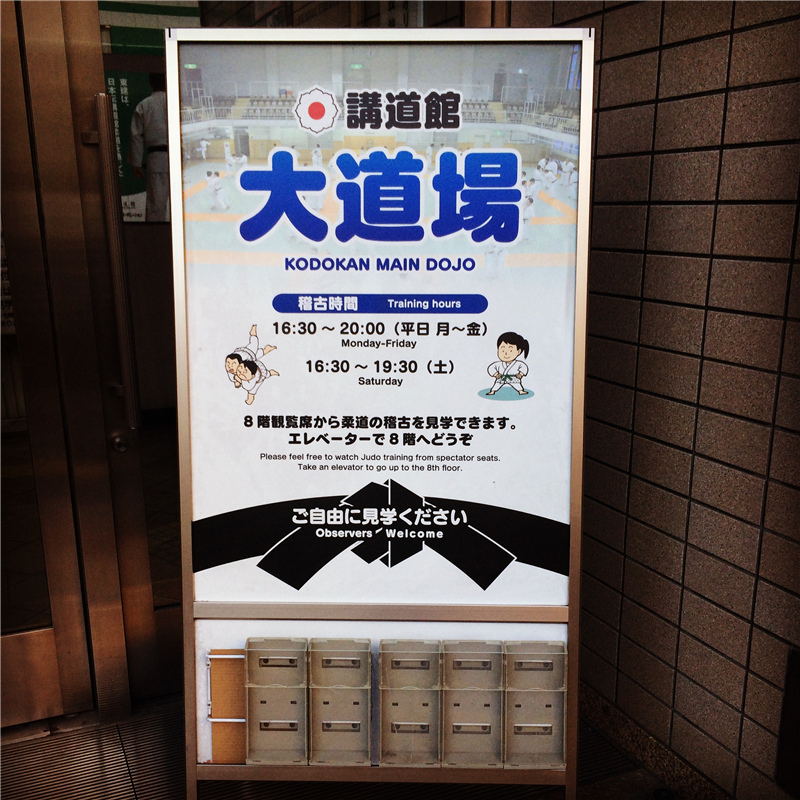 講道館
大道場
KODOKAN MAIN DOJO
稽古時間 Training hours
16:30 ～ 20:00（平日 月～金）
Monday-Friday
16:30 ～ 19:30（土）
Saturday
8階観覧席から柔道の稽古を見学できます。
エレベーターで8階へどうぞ
Please feel free to watch Judo training from spectator seats.
Take an elevator to go up to the 8th floor.
ご自由に見学ください
Observers Welcome